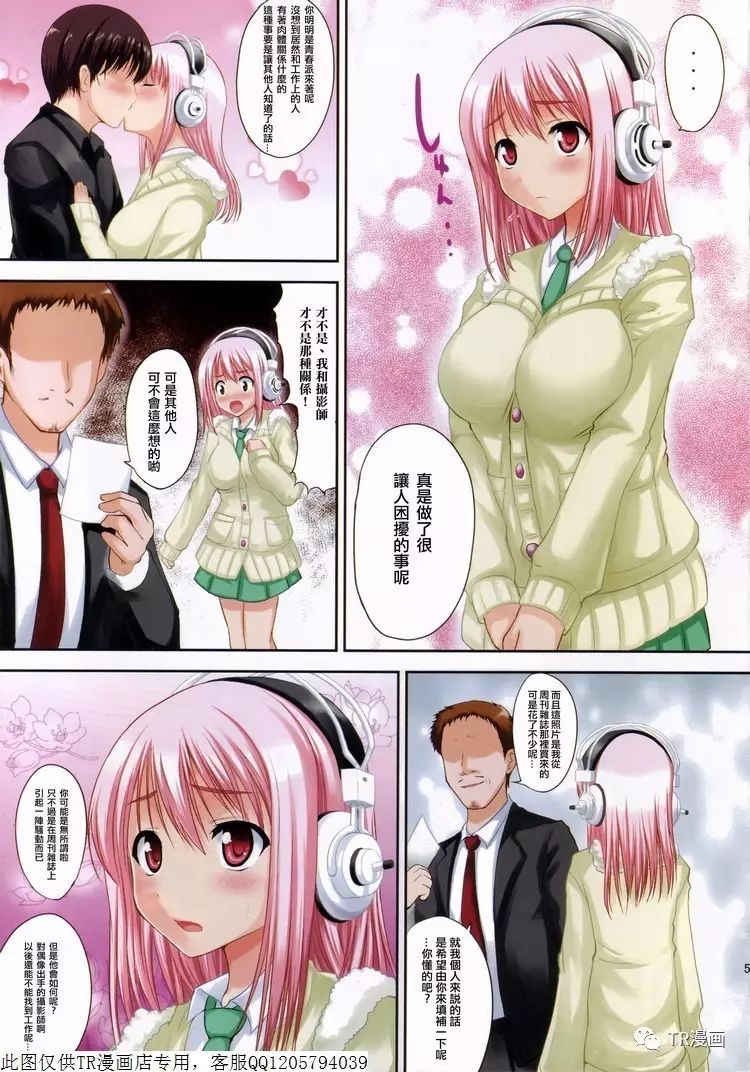 ・・・
しゅん…
真是做了很
讓人困擾的事呢
你明明是青春派來著呢
沒想到居然和工作上的人
有著肉體關係什麼的
這種事要是讓其他人知道了的話…
才不是、我和攝影師
才不是那種關係！
可是其他人
可不會這麼想的喲
而且這照片是我從
周刊雜誌那裡買來的
可是花了不少呢…
就我個人來說的話
是希望由你來填補一下呢
…你懂的吧？
你可能是無所謂啦
只不過是在周刊雜誌上
引起一陣騷動而已
但是他會如何呢？
對偶像出手的攝影師啊
以後還能不能找到工作呢…
5
TR漫画
此图仅供TR漫画店专用，客服QQ1205794039